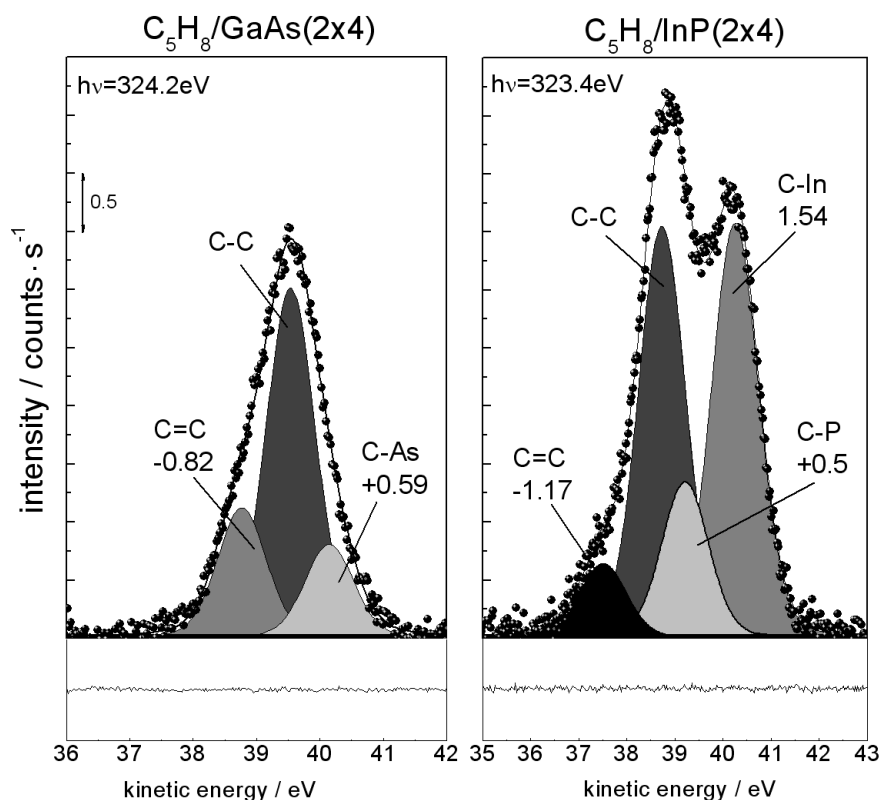 C5H8/GaAs(2x4)
hν=324.2eV
0.5
C-C
C=C
-0.82
C-As
+0.59
intensity / counts · s-1
36 37 38 39 40 41 42
kinetic energy / eV
C5H8/InP(2x4)
hν=323.4eV
C-C
C-In
1.54
C-P
+0.5
C=C
-1.17
35 36 37 38 39 40 41 42 43
kinetic energy / eV